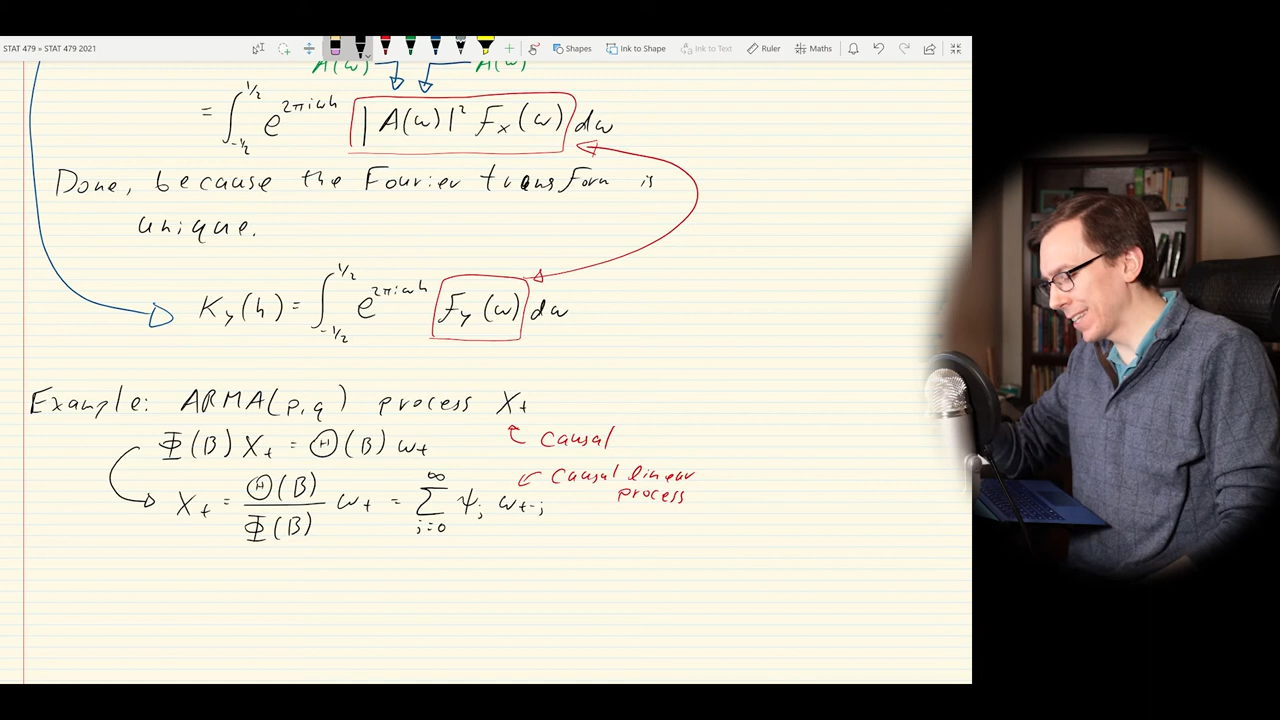 STAT 479 » STAT 479 2021
Shapes Ink to Shape Ink to Text Ruler Maths
A(ω) A(ω)
= ∫_{-1/2}^{1/2} e^{2πiωh} |A(ω)|² f_x(ω) dω
Done, because the Fourier transform is
unique.
K_y(h) = ∫_{-1/2}^{1/2} e^{2πiωh} f_y(ω) dω
Example: ARMA(p,q) process X_t
Φ(B) X_t = Θ(B) w_t causal
X_t = Θ(B)/Φ(B) w_t = ∑_{j=0}^{∞} ψ_j w_{t-j} causal linear
process